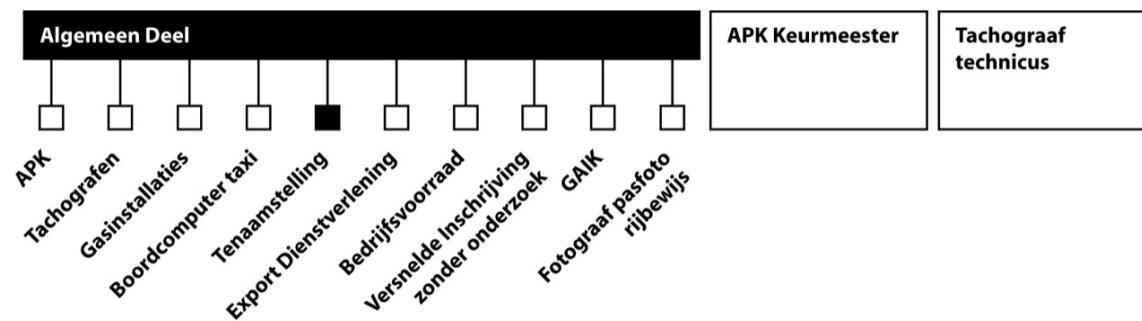 Algemeen Deel
APK Keurmeester
Tachograaf
technicus
APK
Tachografen
Gasinstallaties
Boordcomputer taxi
Tenaamstelling
Export Dienstverlening
Bedrijfsvoorraad
Versnelde Inschrijving
zonder onderzoek
GAIK
Fotograaf pasfoto
rijbewijs